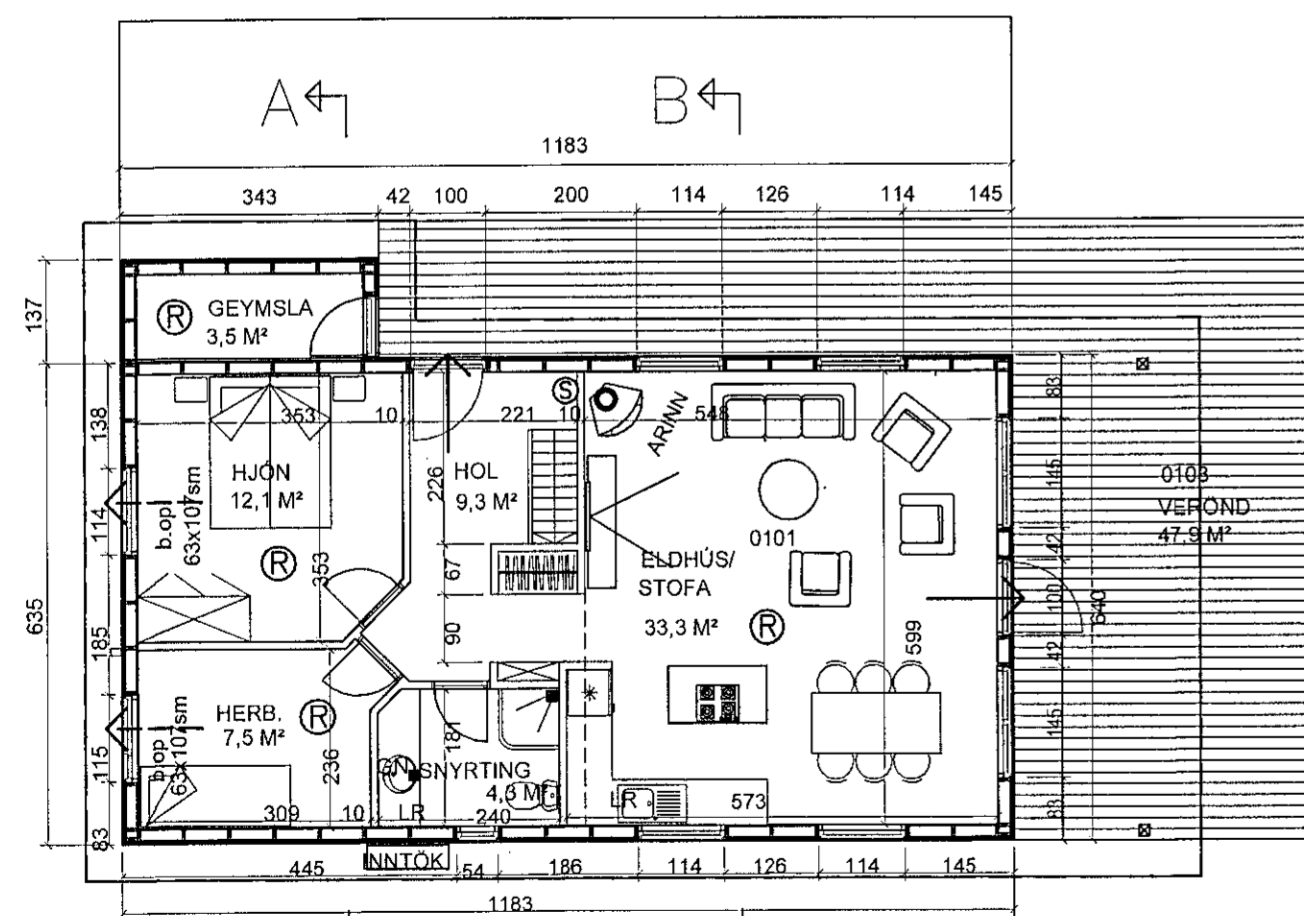 A B
1183
343 42 100 200 114 126 114 145
137
R GEYMSLA
3,5 M²
S
353 10 221 10 548
83
ARINN
138
HJÓN
12,1 M²
HOL
9,3 M²
226
145
0103
VERÖND
47,9 M²
b.op
63x107sm
114
0101
42
R
353
67
ELDHÚS/
STOFA
33,3 M²
R
100
640
635
185
90
599
42
HERB.
7,5 M²
R
b.op
63x107sm
115
236
181
145
SNYRTING
4,3 M²
309 10 LR 240
LR 573
83
83
INNTÖK
445 54 186 114 126 114 145
1183